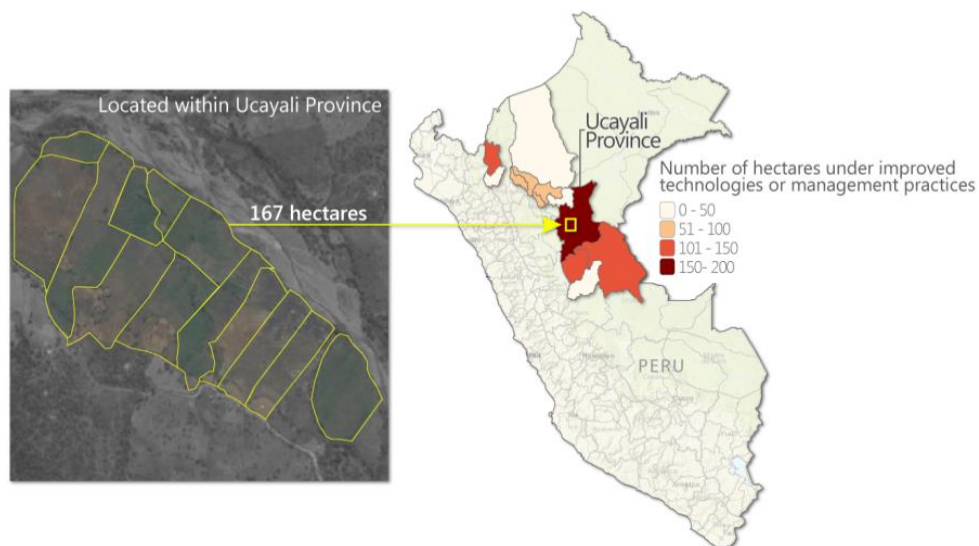 Located within Ucayali Province
167 hectares
Ucayali
Province
Number of hectares under improved
technologies or management practices
0 - 50
51 - 100
101 - 150
150- 200
PERU